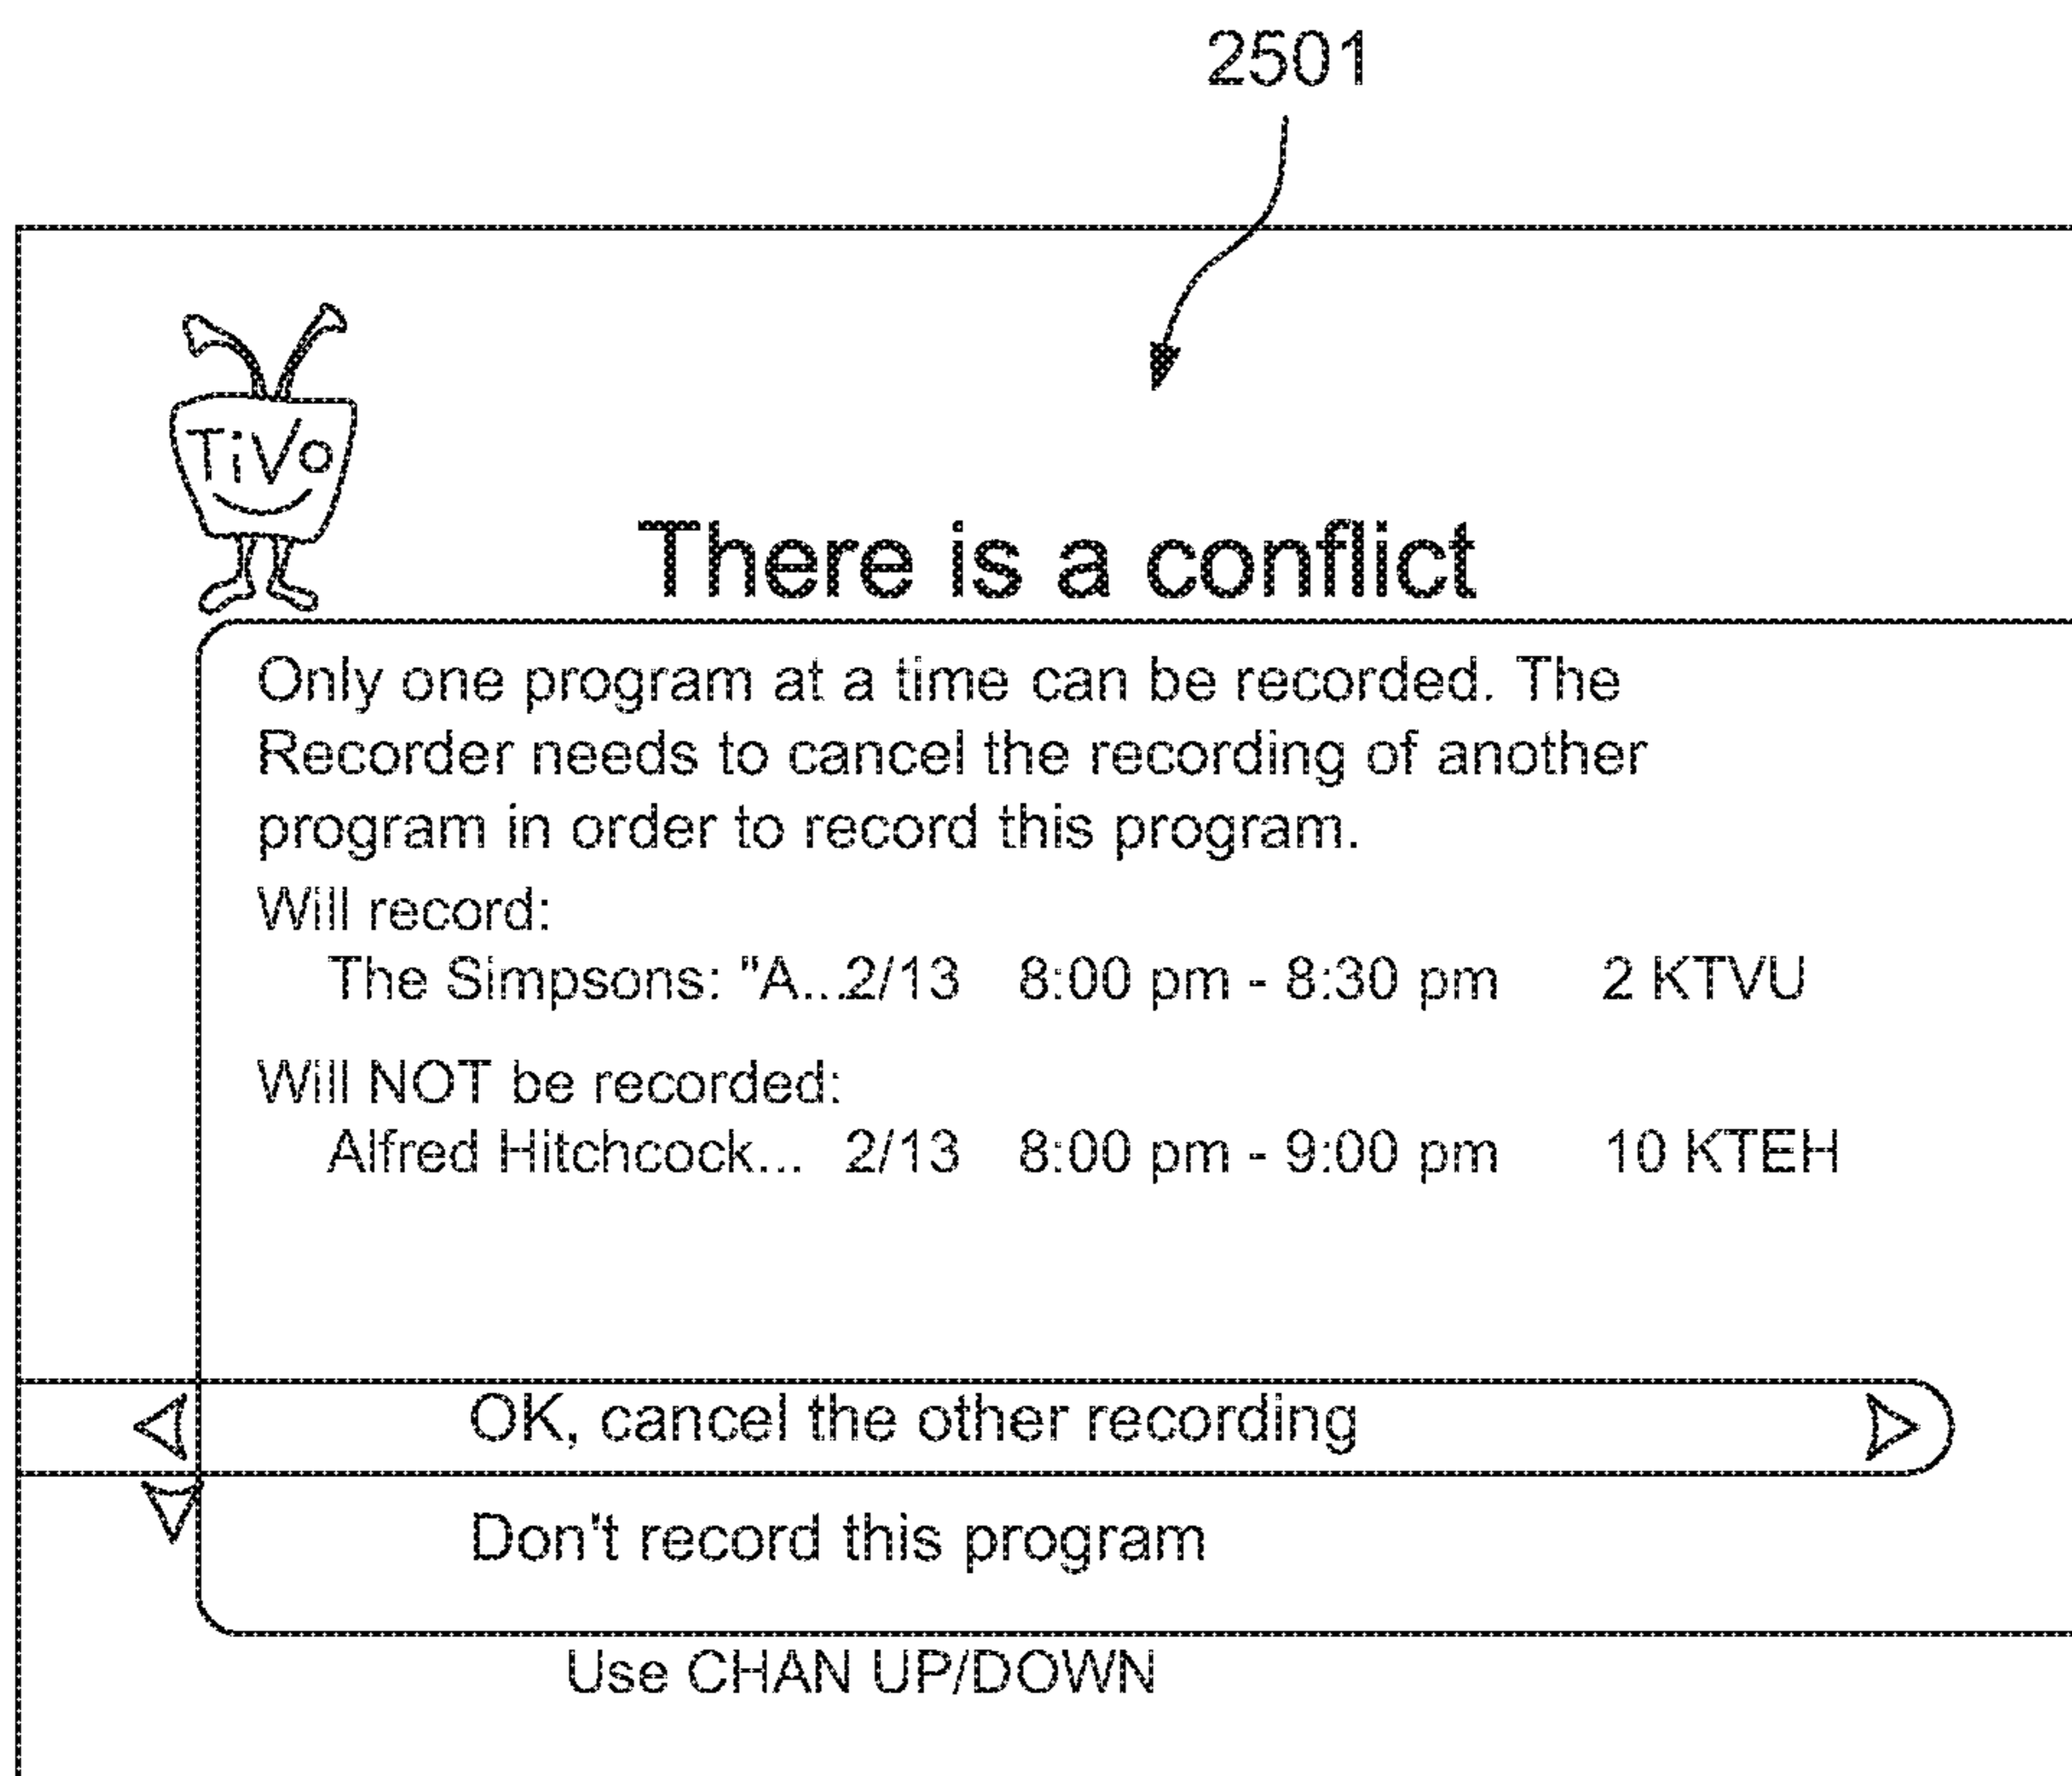 2501
TiVo
There is a conflict
Only one program at a time can be recorded. The
Recorder needs to cancel the recording of another
program in order to record this program.
Will record:
The Simpsons: "A...2/13 8:00 pm - 8:30 pm 2 KTVU
Will NOT be recorded:
Alfred Hitchcock... 2/13 8:00 pm - 9:00 pm 10 KTEH
OK, cancel the other recording
Don't record this program
Use CHAN UP/DOWN